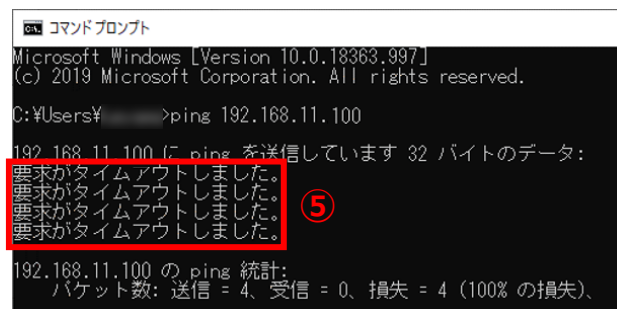 コマンド プロンプト
Microsoft Windows [Version 10.0.18363.997]
(c) 2019 Microsoft Corporation. All rights reserved.
C:¥Users¥ >ping 192.168.11.100
192.168.11.100 に ping を送信しています 32 バイトのデータ:
要求がタイムアウトしました。
要求がタイムアウトしました。
要求がタイムアウトしました。
要求がタイムアウトしました。
⑤
192.168.11.100 の ping 統計:
パケット数: 送信 = 4、受信 = 0、損失 = 4 (100% の損失)、